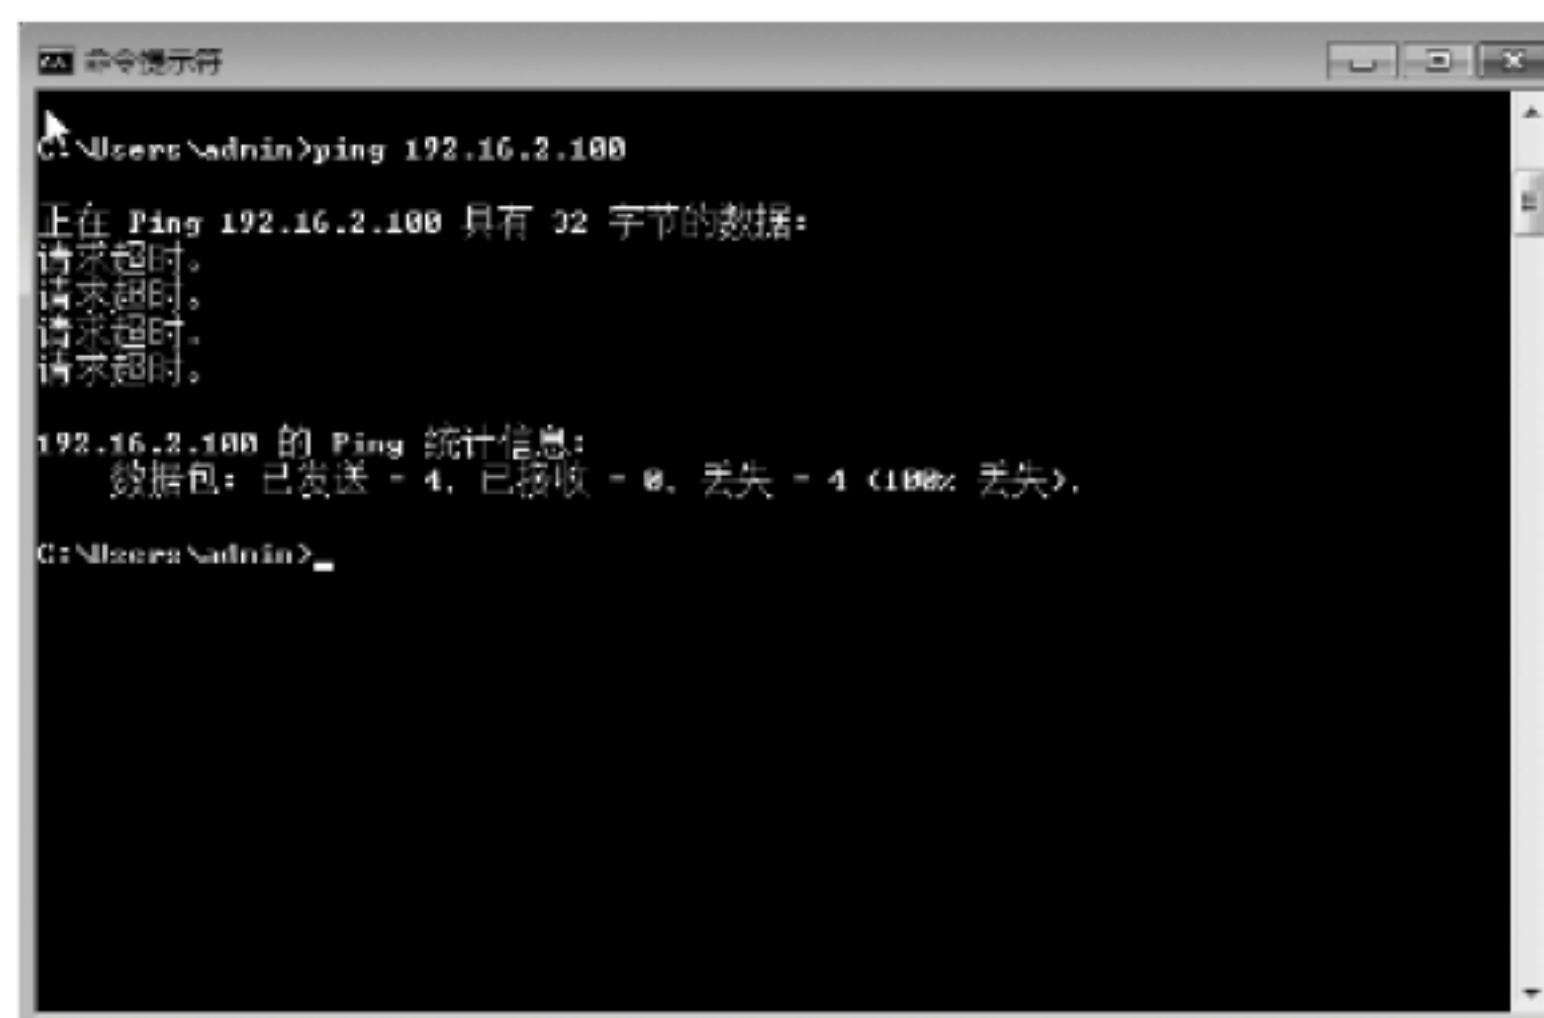 命令提示符
C:\Users\admin>ping 192.16.2.100
正在 Ping 192.16.2.100 具有 32 字节的数据:
请求超时。
请求超时。
请求超时。
请求超时。
192.16.2.100 的 Ping 统计信息:
数据包: 已发送 = 4, 已接收 = 0, 丢失 = 4 (100% 丢失),
C:\Users\admin>